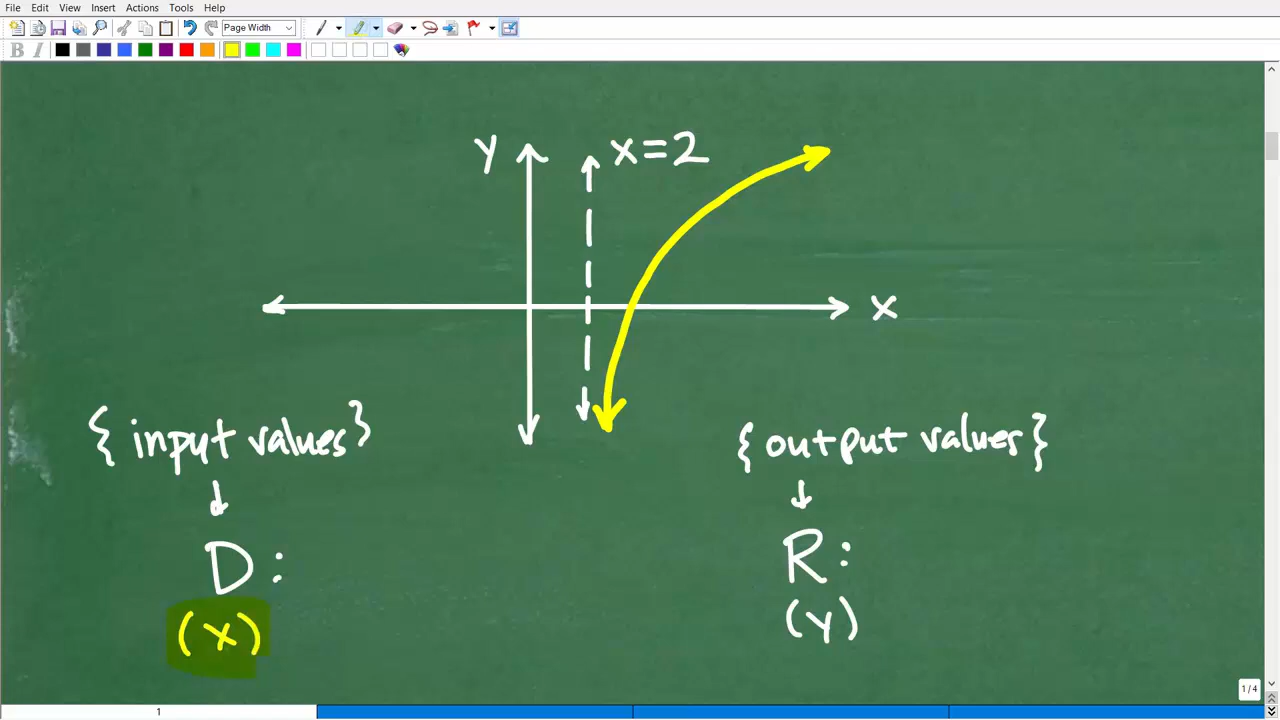 File Edit View Insert Actions Tools Help
Page Width
B I
y x=2
x
{ input values} { output values}
D: R:
(x) (y)
1/4
1